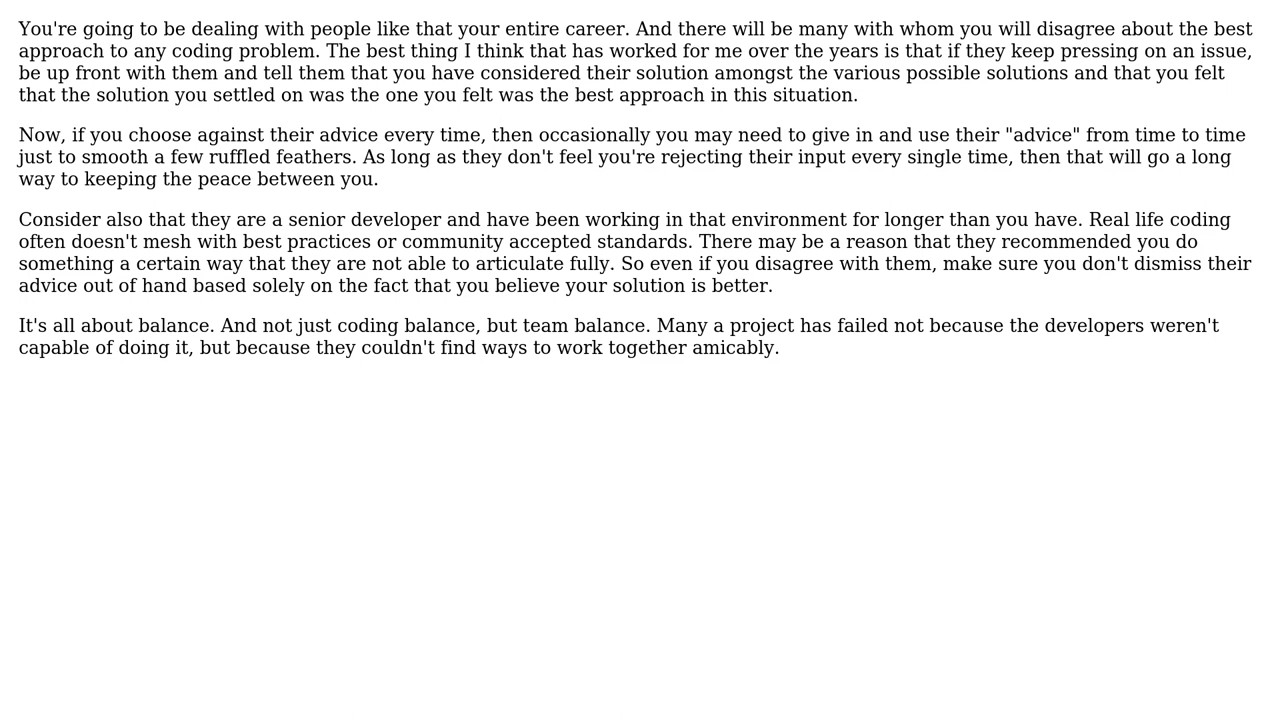 You're going to be dealing with people like that your entire career. And there will be many with whom you will disagree about the best
approach to any coding problem. The best thing I think that has worked for me over the years is that if they keep pressing on an issue,
be up front with them and tell them that you have considered their solution amongst the various possible solutions and that you felt
that the solution you settled on was the one you felt was the best approach in this situation.
Now, if you choose against their advice every time, then occasionally you may need to give in and use their "advice" from time to time
just to smooth a few ruffled feathers. As long as they don't feel you're rejecting their input every single time, then that will go a long
way to keeping the peace between you.
Consider also that they are a senior developer and have been working in that environment for longer than you have. Real life coding
often doesn't mesh with best practices or community accepted standards. There may be a reason that they recommended you do
something a certain way that they are not able to articulate fully. So even if you disagree with them, make sure you don't dismiss their
advice out of hand based solely on the fact that you believe your solution is better.
It's all about balance. And not just coding balance, but team balance. Many a project has failed not because the developers weren't
capable of doing it, but because they couldn't find ways to work together amicably.